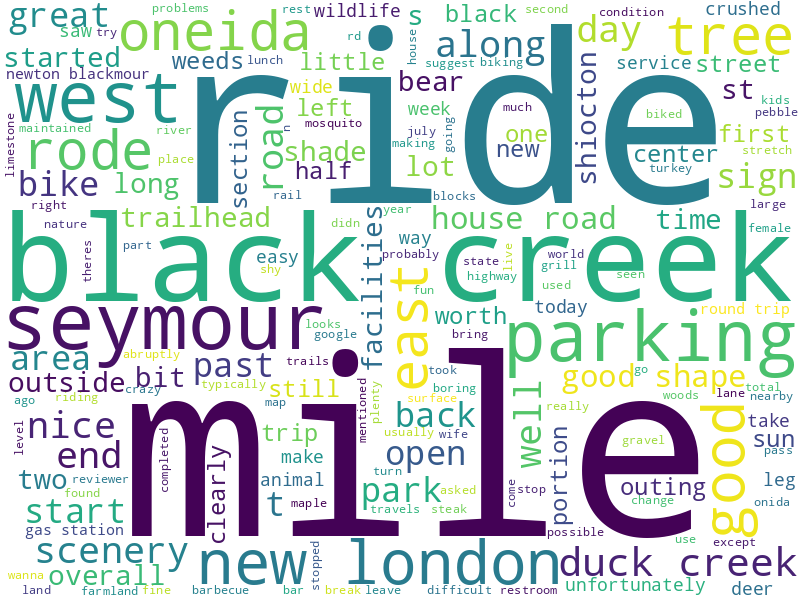 great
saw
try
oneida
problems
rest
wildlife
s
black
rd
house
suggest
biking
second
condition
day
tree
crushed
started
newton blackmour
weeds
little
along
service
street
west
ride
wide
bear
week
lunch
much
biked
kids
pebble
st
maintained
river
left
mosquito
july
making
going
one
new
shiocton
first
stretch
limestone
rode
place
section
road
n
shade
half
lot
center
turkey
sign
bike
long
rail
blocks
right
nature
trailhead
didn
year
house road
time
large
female
black creek
theres
part
easy
shy
facilities
way
probably
fun
state
highway
live
world
grill
used
seen
today
round trip
seymour
looks
google
east
worth
bring
parking
area
abruptly
past
trails
took
boring
good shape
go
woods
lane
nearby
outside
bit
crazy
typically
riding
still
mentioned
plenty
surface
usually
wife
back
well
really
total
take
ago
nice
map
mile
good
sun
level
end
completed
clearly
trip
make
turn
open
portion
gravel
pass
two
reviewer
animal
asked
come
stop
outing
leg
found
start
t
maple
park
travels
steak
change
onida
gas station
possible
use
except
scenery
new london
duck creek
wanna
overall
stopped
unfortunately
deer
land
farmland
fine
barbecue
bar
break
leave
difficult
restroom